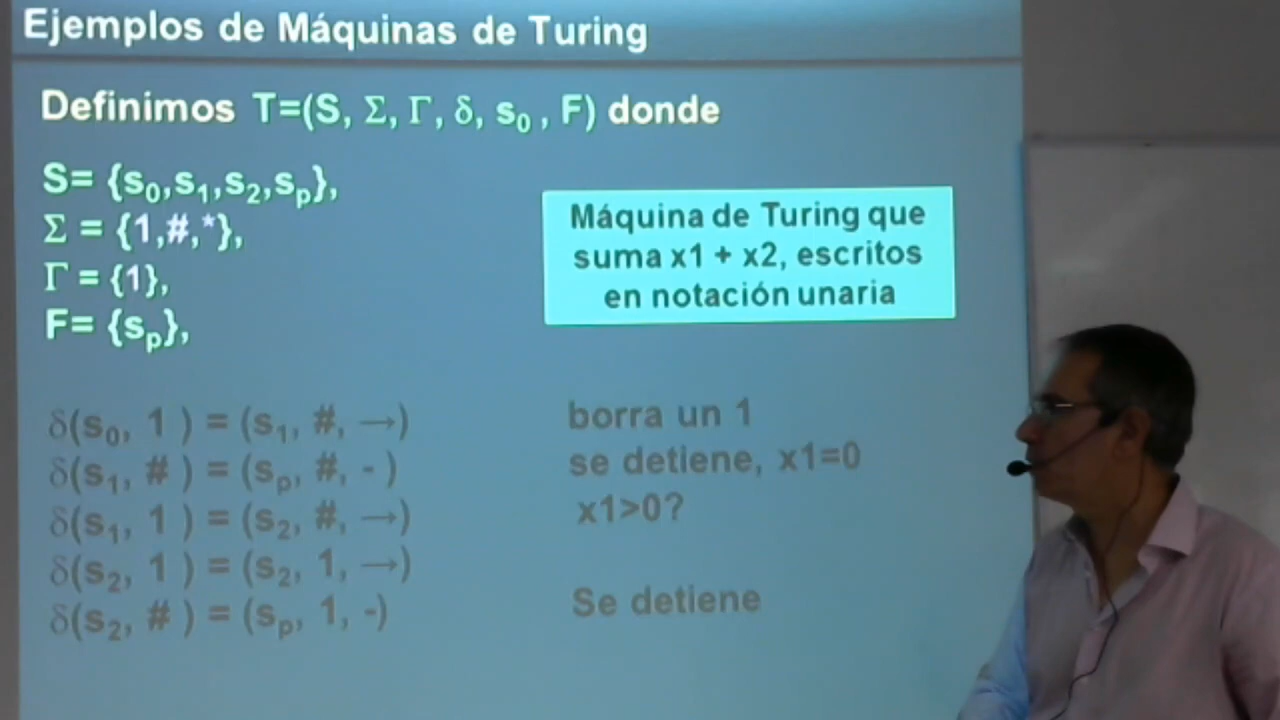 Ejemplos de Máquinas de Turing
Definimos T=(S, Σ, Γ, δ, s₀ , F) donde
S= {s₀,s₁,s₂,sₚ},
Σ = {1,#,*},
Γ = {1},
F= {sₚ},
Máquina de Turing que
suma x1 + x2, escritos
en notación unaria
δ(s₀, 1 ) = (s₁, #, →) borra un 1
δ(s₁, # ) = (sₚ, #, - ) se detiene, x1=0
δ(s₁, 1 ) = (s₂, #, →) x1>0?
δ(s₂, 1 ) = (s₂, 1, →)
δ(s₂, # ) = (sₚ, 1, -) Se detiene